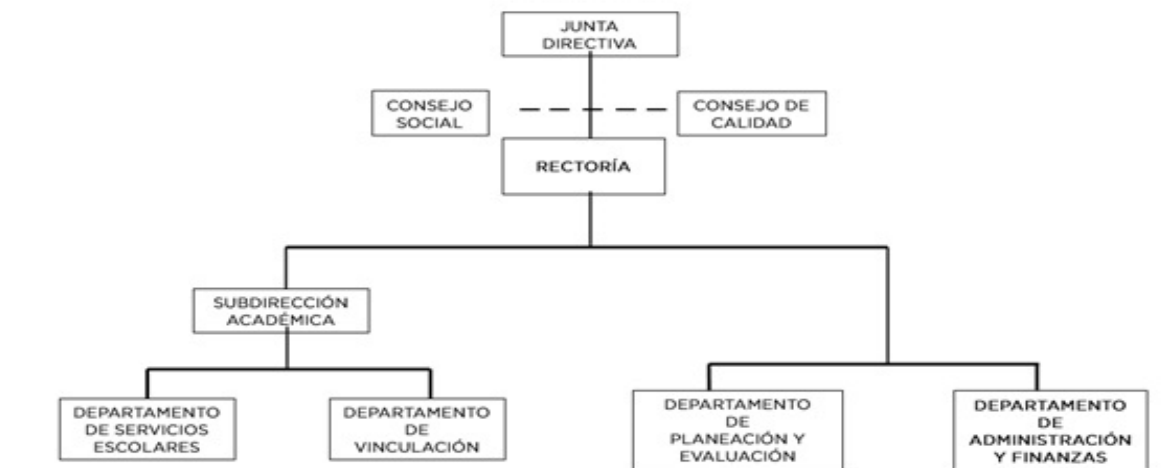 JUNTA
DIRECTIVA
CONSEJO
SOCIAL
CONSEJO DE
CALIDAD
RECTORÍA
SUBDIRECCIÓN
ACADÉMICA
DEPARTAMENTO
DE SERVICIOS
ESCOLARES
DEPARTAMENTO
DE
VINCULACIÓN
DEPARTAMENTO
DE
PLANEACIÓN Y
EVALUACIÓN
DEPARTAMENTO
DE
ADMINISTRACIÓN
Y FINANZAS